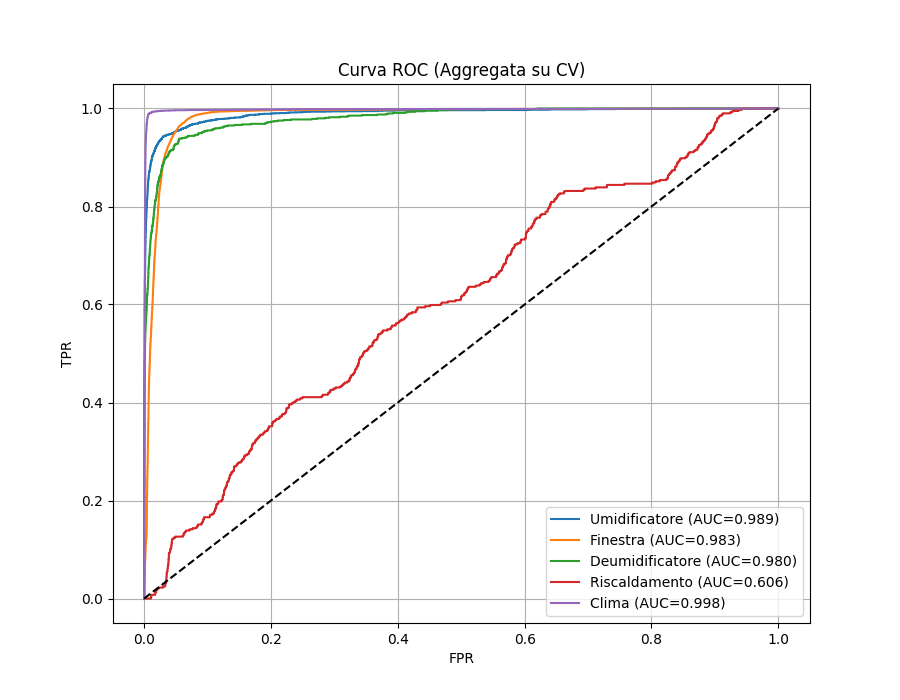 Curva ROC (Aggregata su CV)
TPR
1.0
0.8
0.6
0.4
0.2
0.0
Umidificatore (AUC=0.989)
Finestra (AUC=0.983)
Deumidificatore (AUC=0.980)
Riscaldamento (AUC=0.606)
Clima (AUC=0.998)
0.0 0.2 0.4 0.6 0.8 1.0
FPR